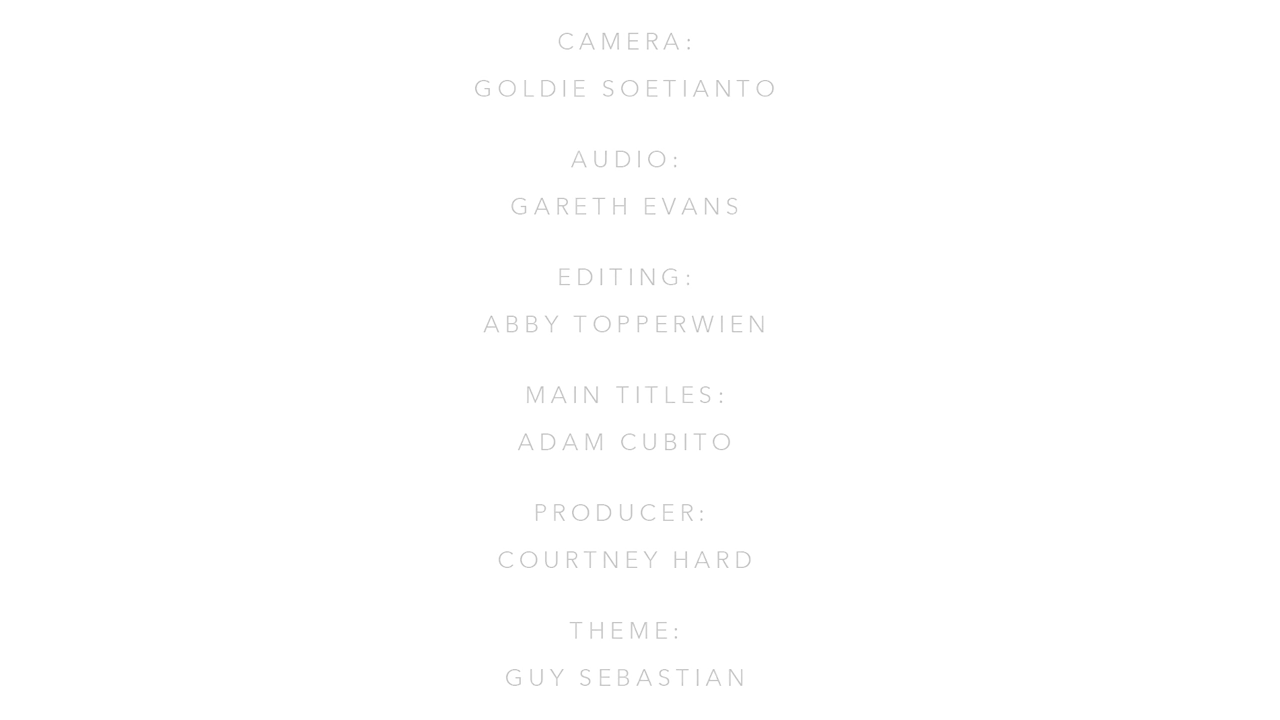 CAMERA:
GOLDIE SOETIANTO
AUDIO:
GARETH EVANS
EDITING:
ABBY TOPPERWIEN
MAIN TITLES:
ADAM CUBITO
PRODUCER:
COURTNEY HARD
THEME:
GUY SEBASTIAN